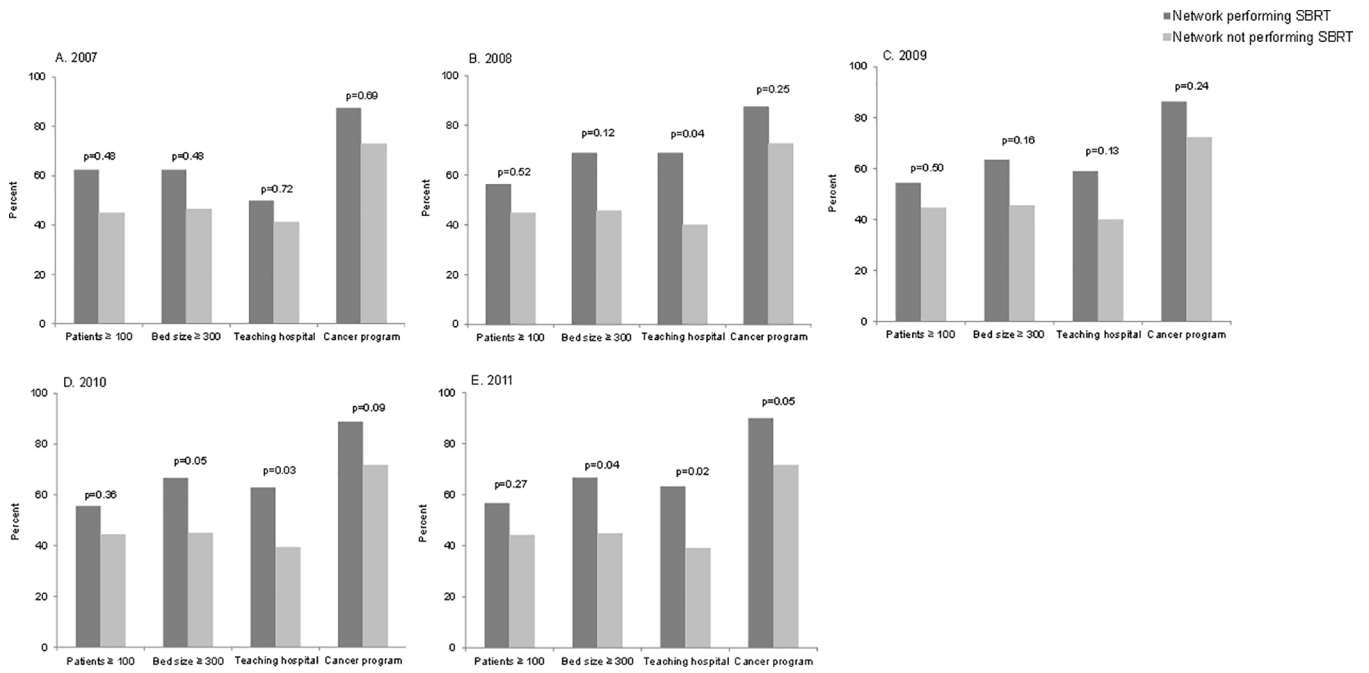 Network performing SBRT
Network not performing SBRT
A. 2007
Percent
100
80
60
40
20
0
p=0.48
p=0.48
p=0.72
p=0.69
Patients ≥ 100
Bed size ≥ 300
Teaching hospital
Cancer program
B. 2008
Percent
100
80
60
40
20
0
p=0.52
p=0.12
p=0.04
p=0.25
Patients ≥ 100
Bed size ≥ 300
Teaching hospital
Cancer program
C. 2009
Percent
100
80
60
40
20
0
p=0.50
p=0.16
p=0.13
p=0.24
Patients ≥ 100
Bed size ≥ 300
Teaching hospital
Cancer program
D. 2010
Percent
100
80
60
40
20
0
p=0.36
p=0.05
p=0.03
p=0.09
Patients ≥ 100
Bed size ≥ 300
Teaching hospital
Cancer program
E. 2011
Percent
100
80
60
40
20
0
p=0.27
p=0.04
p=0.02
p=0.05
Patients ≥ 100
Bed size ≥ 300
Teaching hospital
Cancer program